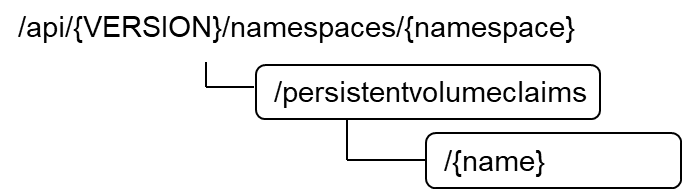 /api/{VERSION}/namespaces/{namespace}
/persistentvolumeclaims
/{name}